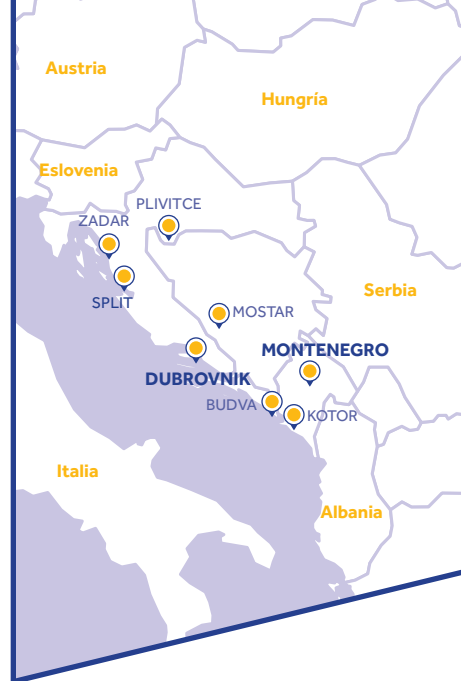 Austria
Hungría
Eslovenia
PLIVITCE
ZADAR
SPLIT
MOSTAR
Serbia
MONTENEGRO
DUBROVNIK
BUDVA
KOTOR
Italia
Albania